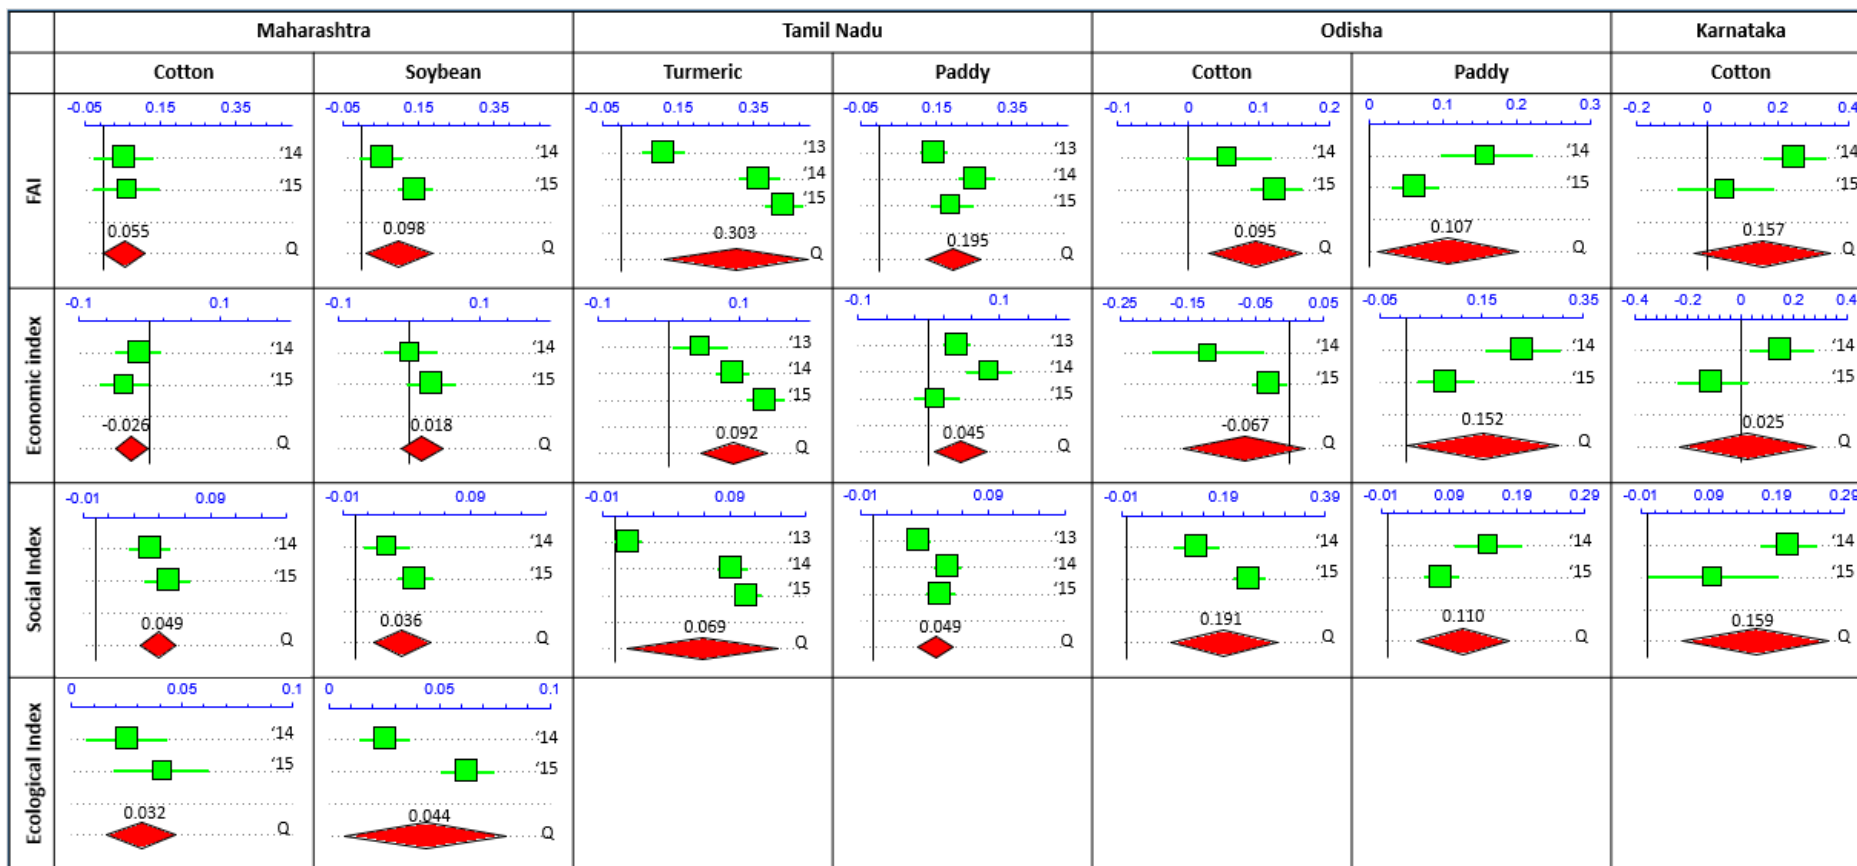 Maharashtra Tamil Nadu Odisha Karnataka
Cotton Soybean Turmeric Paddy Cotton Paddy Cotton
FAI
-0.05 0.15 0.35 -0.05 0.15 0.35 -0.05 0.15 0.35 -0.05 0.15 0.35 -0.1 0 0.1 0.2 0 0.1 0.2 0.3 -0.2 0 0.2 0.4
'14 '14 '13 '13 '14 '14 '14
'15 '15 '14 '14 '15 '15 '15
'15 '15
0.055 0.098 0.303 0.195 0.095 0.107 0.157
Q Q Q Q Q Q Q
Economic index
-0.1 0.1 -0.1 0.1 -0.1 0.1 -0.1 0.1 -0.25 -0.15 -0.05 0.05 -0.05 0.15 0.35 -0.4 -0.2 0 0.2 0.4
'14 '14 '13 '13 '14 '14 '14
'15 '15 '14 '14 '15 '15 '15
'15 '15
-0.026 0.018 0.092 0.045 -0.067 0.152 0.025
Q Q Q Q Q Q Q
Social Index
-0.01 0.09 -0.01 0.09 -0.01 0.09 -0.01 0.09 -0.01 0.19 0.39 -0.01 0.09 0.19 0.29 -0.01 0.09 0.19 0.29
'14 '14 '13 '13 '14 '14 '14
'15 '15 '14 '14 '15 '15 '15
'15 '15
0.049 0.036 0.069 0.049 0.191 0.110 0.159
Q Q Q Q Q Q Q
Ecological Index
0 0.05 0.1 0 0.05 0.1
'14 '14
'15 '15
0.032 0.044
Q Q